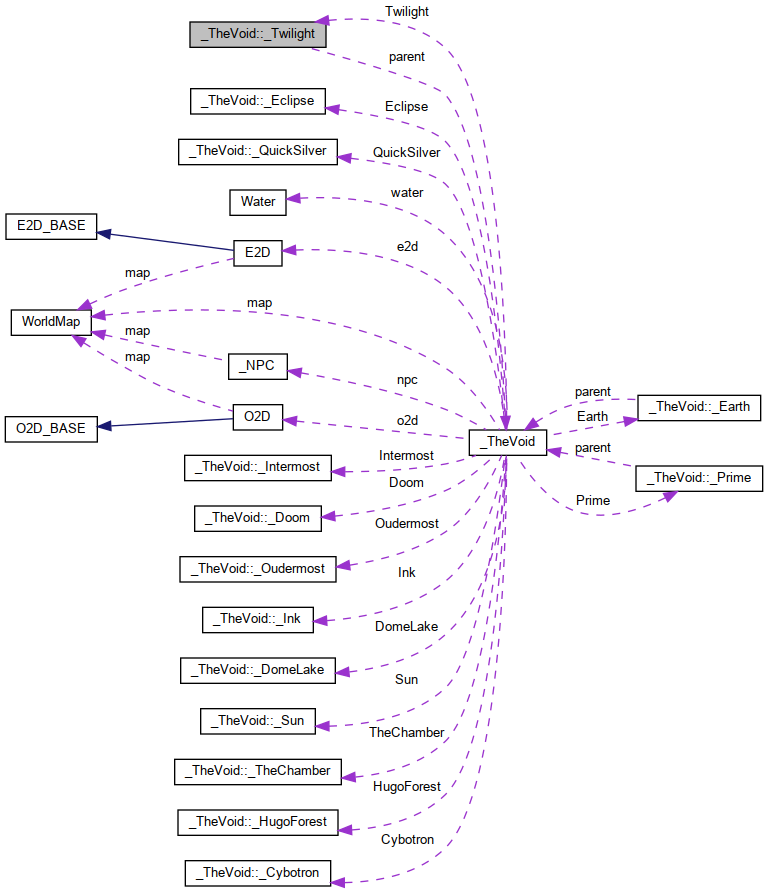 Twilight
_TheVoid::_Twilight
parent
_TheVoid::_Eclipse
Eclipse
_TheVoid::_QuickSilver
QuickSilver
Water
water
E2D_BASE
E2D
e2d
map
WorldMap
map
map
_NPC
npc
map
O2D_BASE
O2D
o2d
_TheVoid
parent
_TheVoid::_Earth
Earth
parent
_TheVoid::_Prime
Prime
_TheVoid::_Intermost
Intermost
Doom
_TheVoid::_Doom
Oudermost
_TheVoid::_Oudermost
Ink
_TheVoid::_Ink
DomeLake
_TheVoid::_DomeLake
Sun
_TheVoid::_Sun
TheChamber
_TheVoid::_TheChamber
HugoForest
_TheVoid::_HugoForest
Cybotron
_TheVoid::_Cybotron